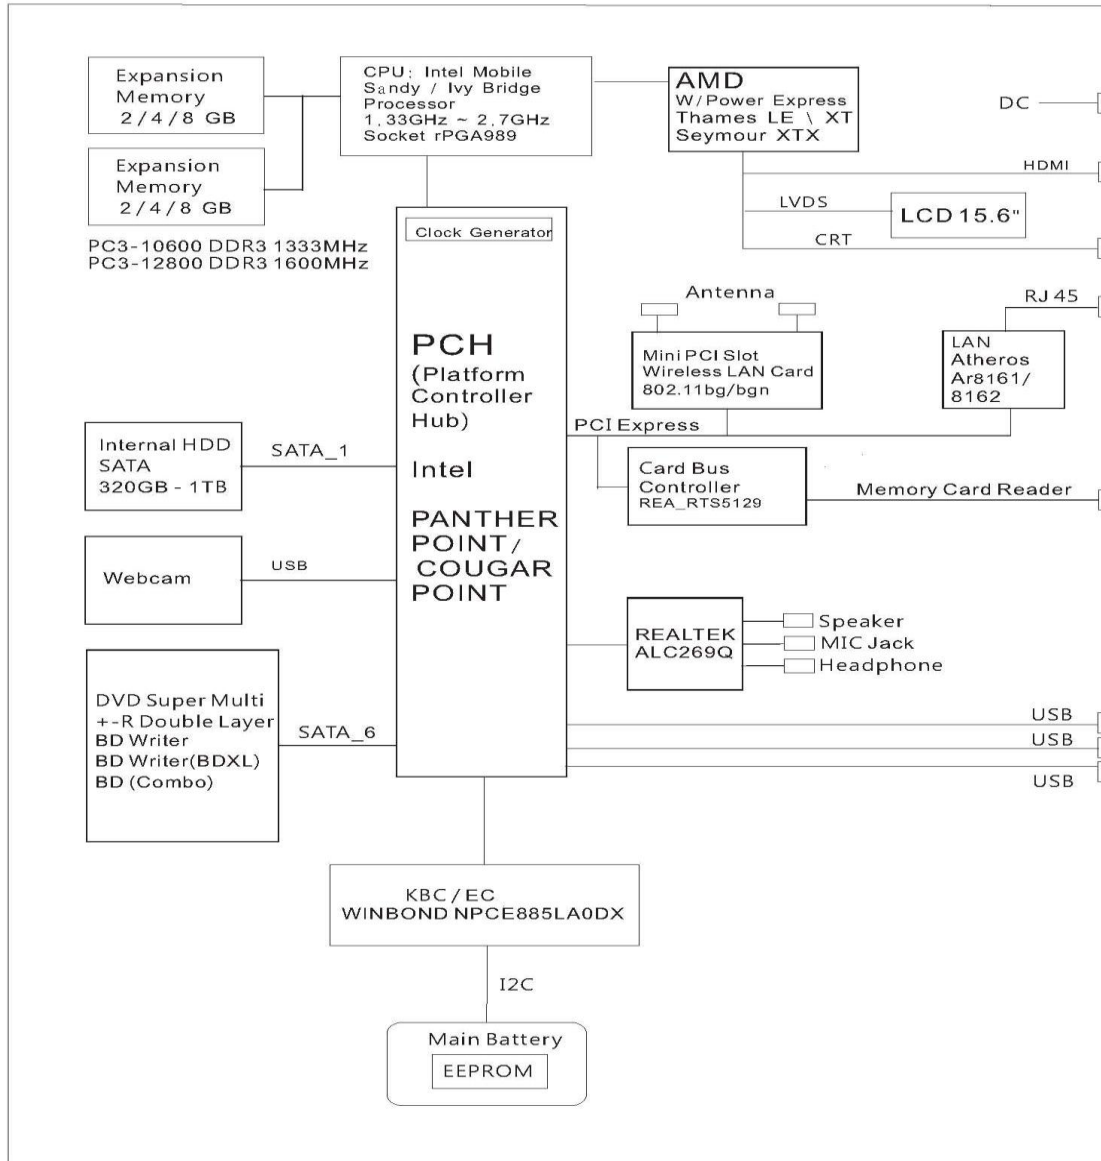 Expansion
Memory
2 / 4 / 8 GB
Expansion
Memory
2 / 4 / 8 GB
PC3-10600 DDR3 1333MHz
PC3-12800 DDR3 1600MHz
CPU: Intel Mobile
Sandy / Ivy Bridge
Processor
1,33GHz ~ 2,7GHz
Socket rPGA989
AMD
W/Power Express
Thames LE \ XT
Seymour XTX
DC
HDMI
LVDS
LCD 15.6"
CRT
Clock Generator
PCH
(Platform
Controller
Hub)
Intel
PANTHER
POINT /
COUGAR
POINT
Antenna
Mini PCI Slot
Wireless LAN Card
802.11bg/bgn
RJ 45
LAN
Atheros
Ar8161/
8162
PCI Express
Card Bus
Controller
REA_RTS5129
Memory Card Reader
Internal HDD
SATA
320GB - 1TB
SATA_1
Webcam
USB
REALTEK
ALC269Q
Speaker
MIC Jack
Headphone
DVD Super Multi
+-R Double Layer
BD Writer
BD Writer(BDXL)
BD (Combo)
SATA_6
USB
USB
USB
KBC / EC
WINBOND NPCE885LA0DX
I2C
Main Battery
EEPROM